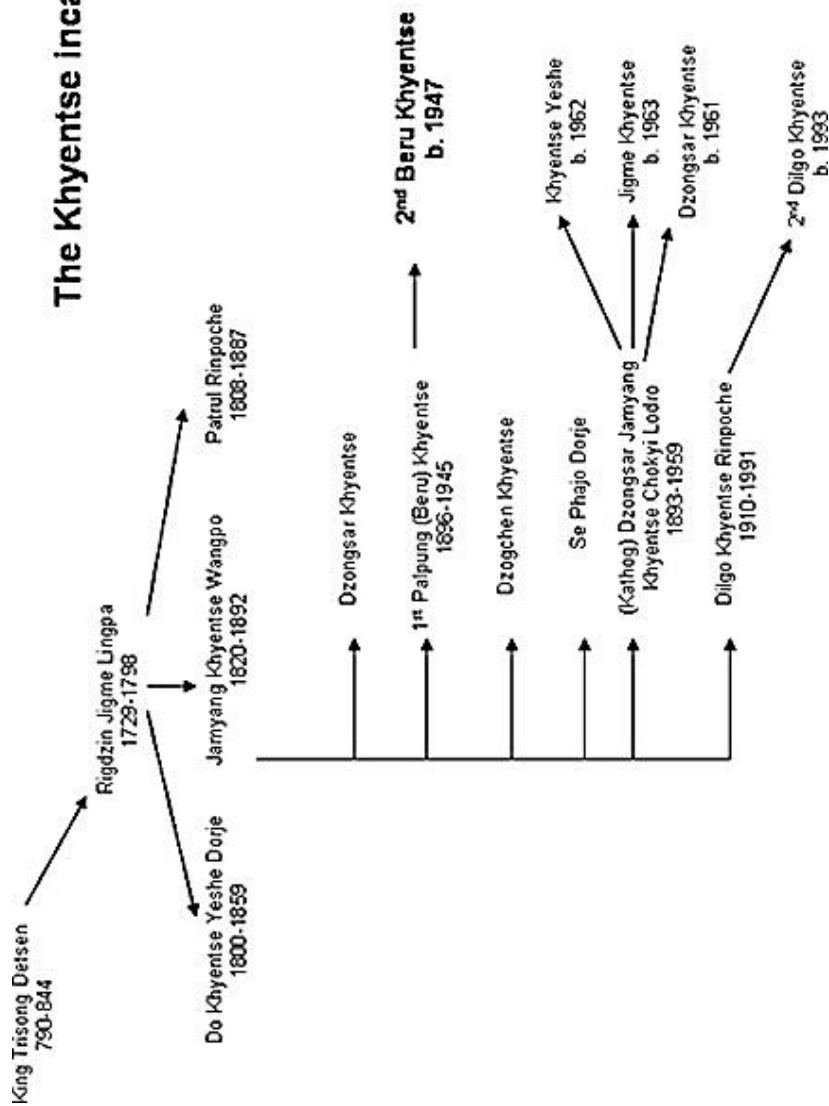 The Khyentse inca
King Trisong Detsen
790-844
Rigdzin Jigme Lingpa
1729-1798
Do Khyentse Yeshe Dorje
1800-1859
Jamyang Khyentse Wangpo
1820-1892
Patrul Rinpoche
1808-1887
Dzongsar Khyentse
1st Palpung (Beru) Khyentse
1896-1945
2nd Beru Khyentse
b. 1947
Dzogchen Khyentse
Se Phajo Dorje
(Kathog) Dzongsar Jamyang
Khyentse Chokyi Lodro
1893-1959
Khyentse Yeshe
b. 1962
Jigme Khyentse
b. 1963
Dzongsar Khyentse
b. 1961
Dilgo Khyentse Rinpoche
1910-1991
2nd Dilgo Khyentse
b. 1993